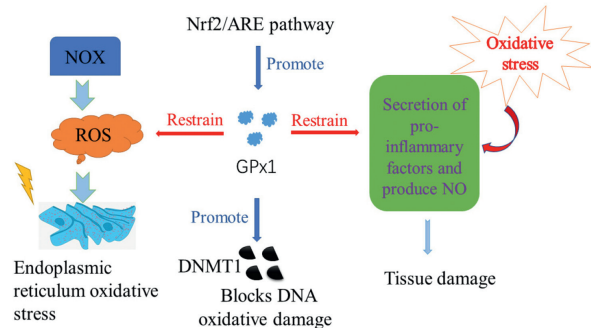 Nrf2/ARE pathway
NOX
Promote
Oxidative
stress
ROS
Restrain
Restrain
GPx1
Secretion of
pro-
inflammary
factors and
produce NO
Promote
Endoplasmic
reticulum oxidative
stress
DNMT1
Blocks DNA
oxidative damage
Tissue damage